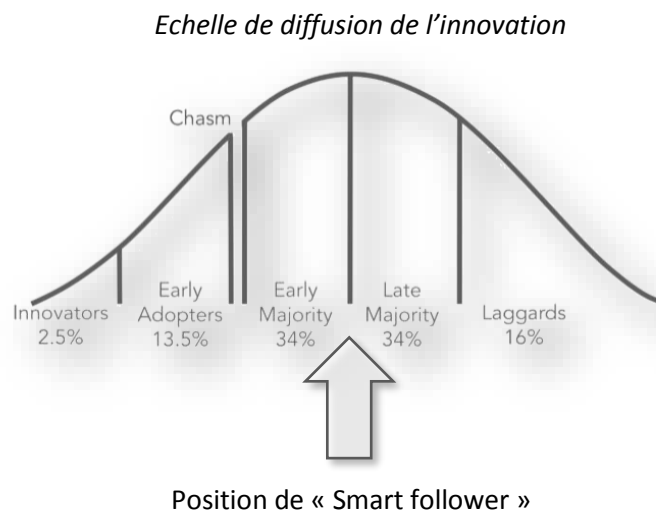 Echelle de diffusion de l’innovation
Chasm
Innovators
2.5%
Early
Adopters
13.5%
Early
Majority
34%
Late
Majority
34%
Laggards
16%
Position de « Smart follower »